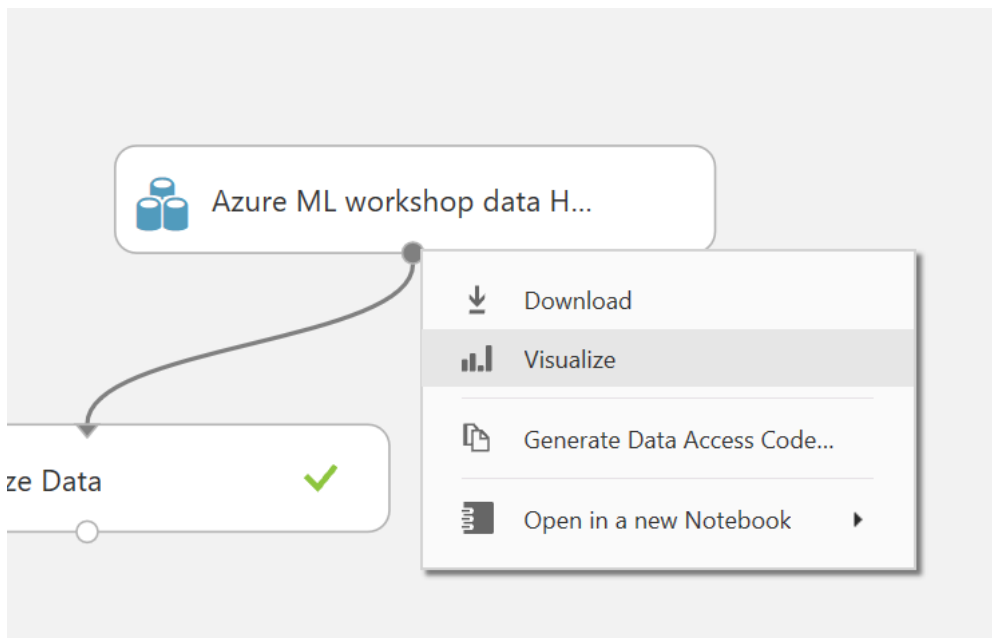 Azure ML workshop data H...
Download
Visualize
Generate Data Access Code...
ze Data
Open in a new Notebook